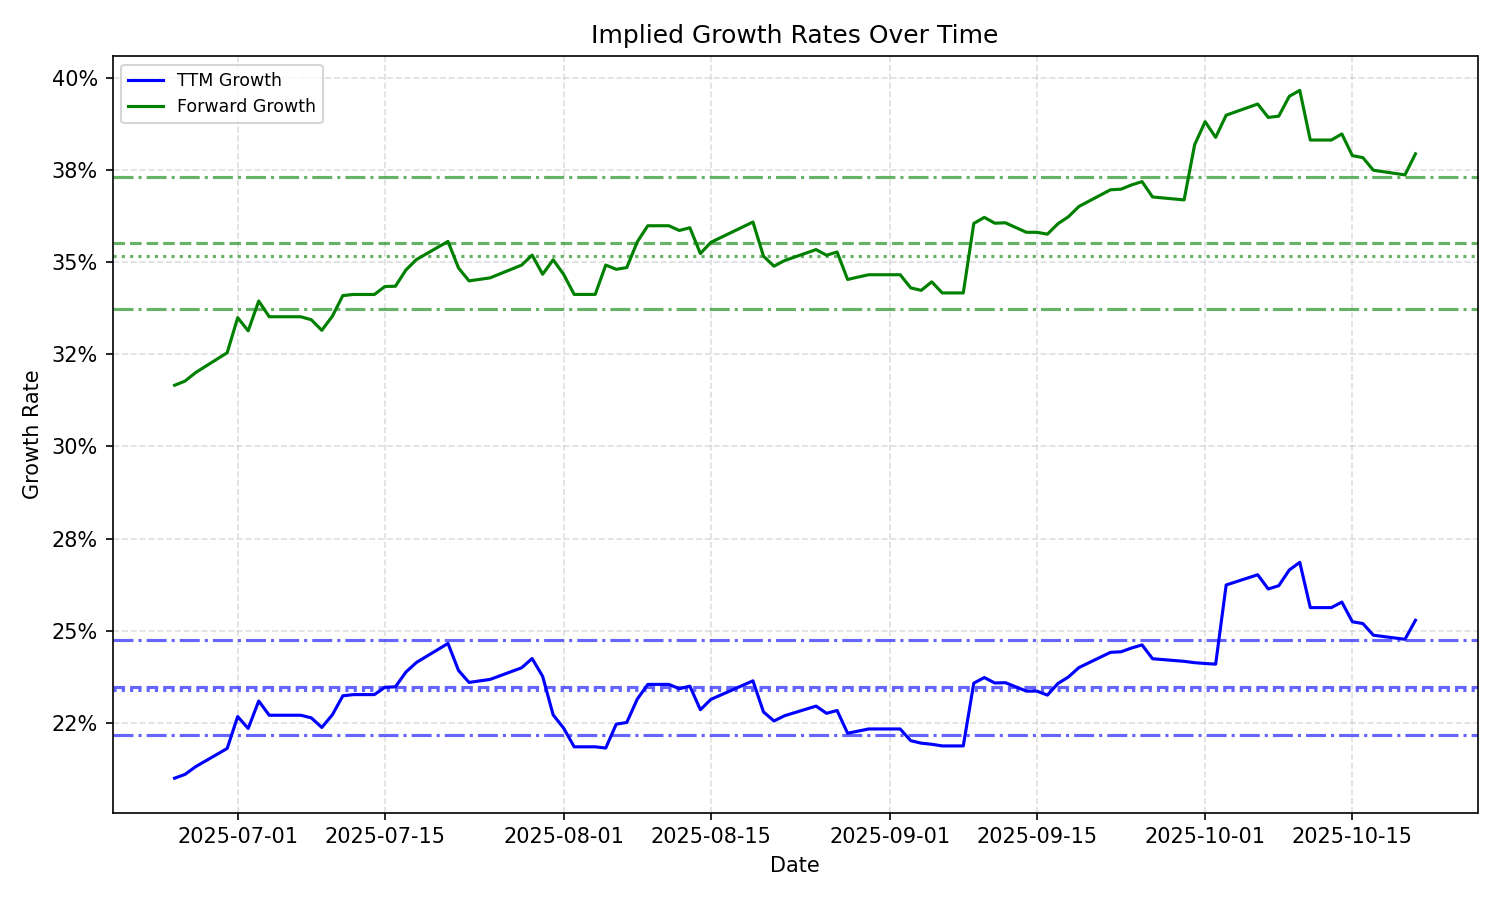 Implied Growth Rates Over Time
TTM Growth
Forward Growth
40%
38%
35%
32%
30%
28%
25%
22%
Growth Rate
2025-07-01 2025-07-15 2025-08-01 2025-08-15 2025-09-01 2025-09-15 2025-10-01 2025-10-15
Date